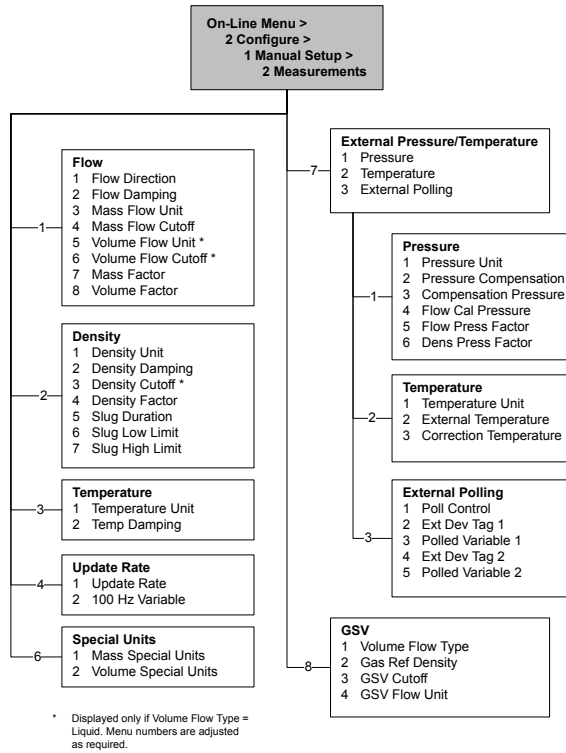 On-Line Menu >
2 Configure >
1 Manual Setup >
2 Measurements
1
Flow
1 Flow Direction
2 Flow Damping
3 Mass Flow Unit
4 Mass Flow Cutoff
5 Volume Flow Unit *
6 Volume Flow Cutoff *
7 Mass Factor
8 Volume Factor
2
Density
1 Density Unit
2 Density Damping
3 Density Cutoff *
4 Density Factor
5 Slug Duration
6 Slug Low Limit
7 Slug High Limit
3
Temperature
1 Temperature Unit
2 Temp Damping
4
Update Rate
1 Update Rate
2 100 Hz Variable
6
Special Units
1 Mass Special Units
2 Volume Special Units
7
External Pressure/Temperature
1 Pressure
2 Temperature
3 External Polling
1
Pressure
1 Pressure Unit
2 Pressure Compensation
3 Compensation Pressure
4 Flow Cal Pressure
5 Flow Press Factor
6 Dens Press Factor
2
Temperature
1 Temperature Unit
2 External Temperature
3 Correction Temperature
3
External Polling
1 Poll Control
2 Ext Dev Tag 1
3 Polled Variable 1
4 Ext Dev Tag 2
5 Polled Variable 2
8
GSV
1 Volume Flow Type
2 Gas Ref Density
3 GSV Cutoff
4 GSV Flow Unit
* Displayed only if Volume Flow Type =
Liquid. Menu numbers are adjusted
as required.